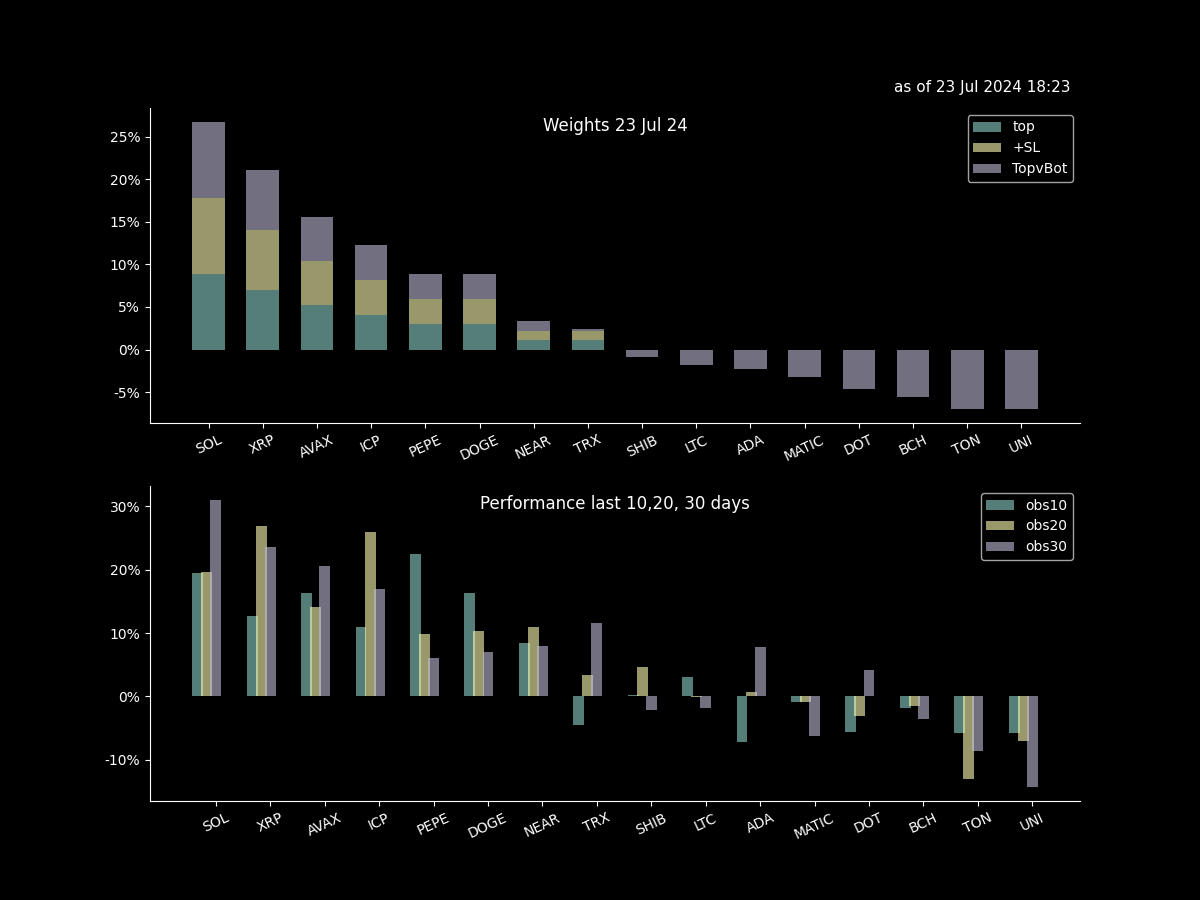 as of 23 Jul 2024 18:23
Weights 23 Jul 24
top
+SL
TopvBot
25%
20%
15%
10%
5%
0%
-5%
SOL XRP AVAX ICP PEPE DOGE NEAR TRX SHIB LTC ADA MATIC DOT BCH TON UNI
Performance last 10,20, 30 days
obs10
obs20
obs30
30%
20%
10%
0%
-10%
SOL XRP AVAX ICP PEPE DOGE NEAR TRX SHIB LTC ADA MATIC DOT BCH TON UNI